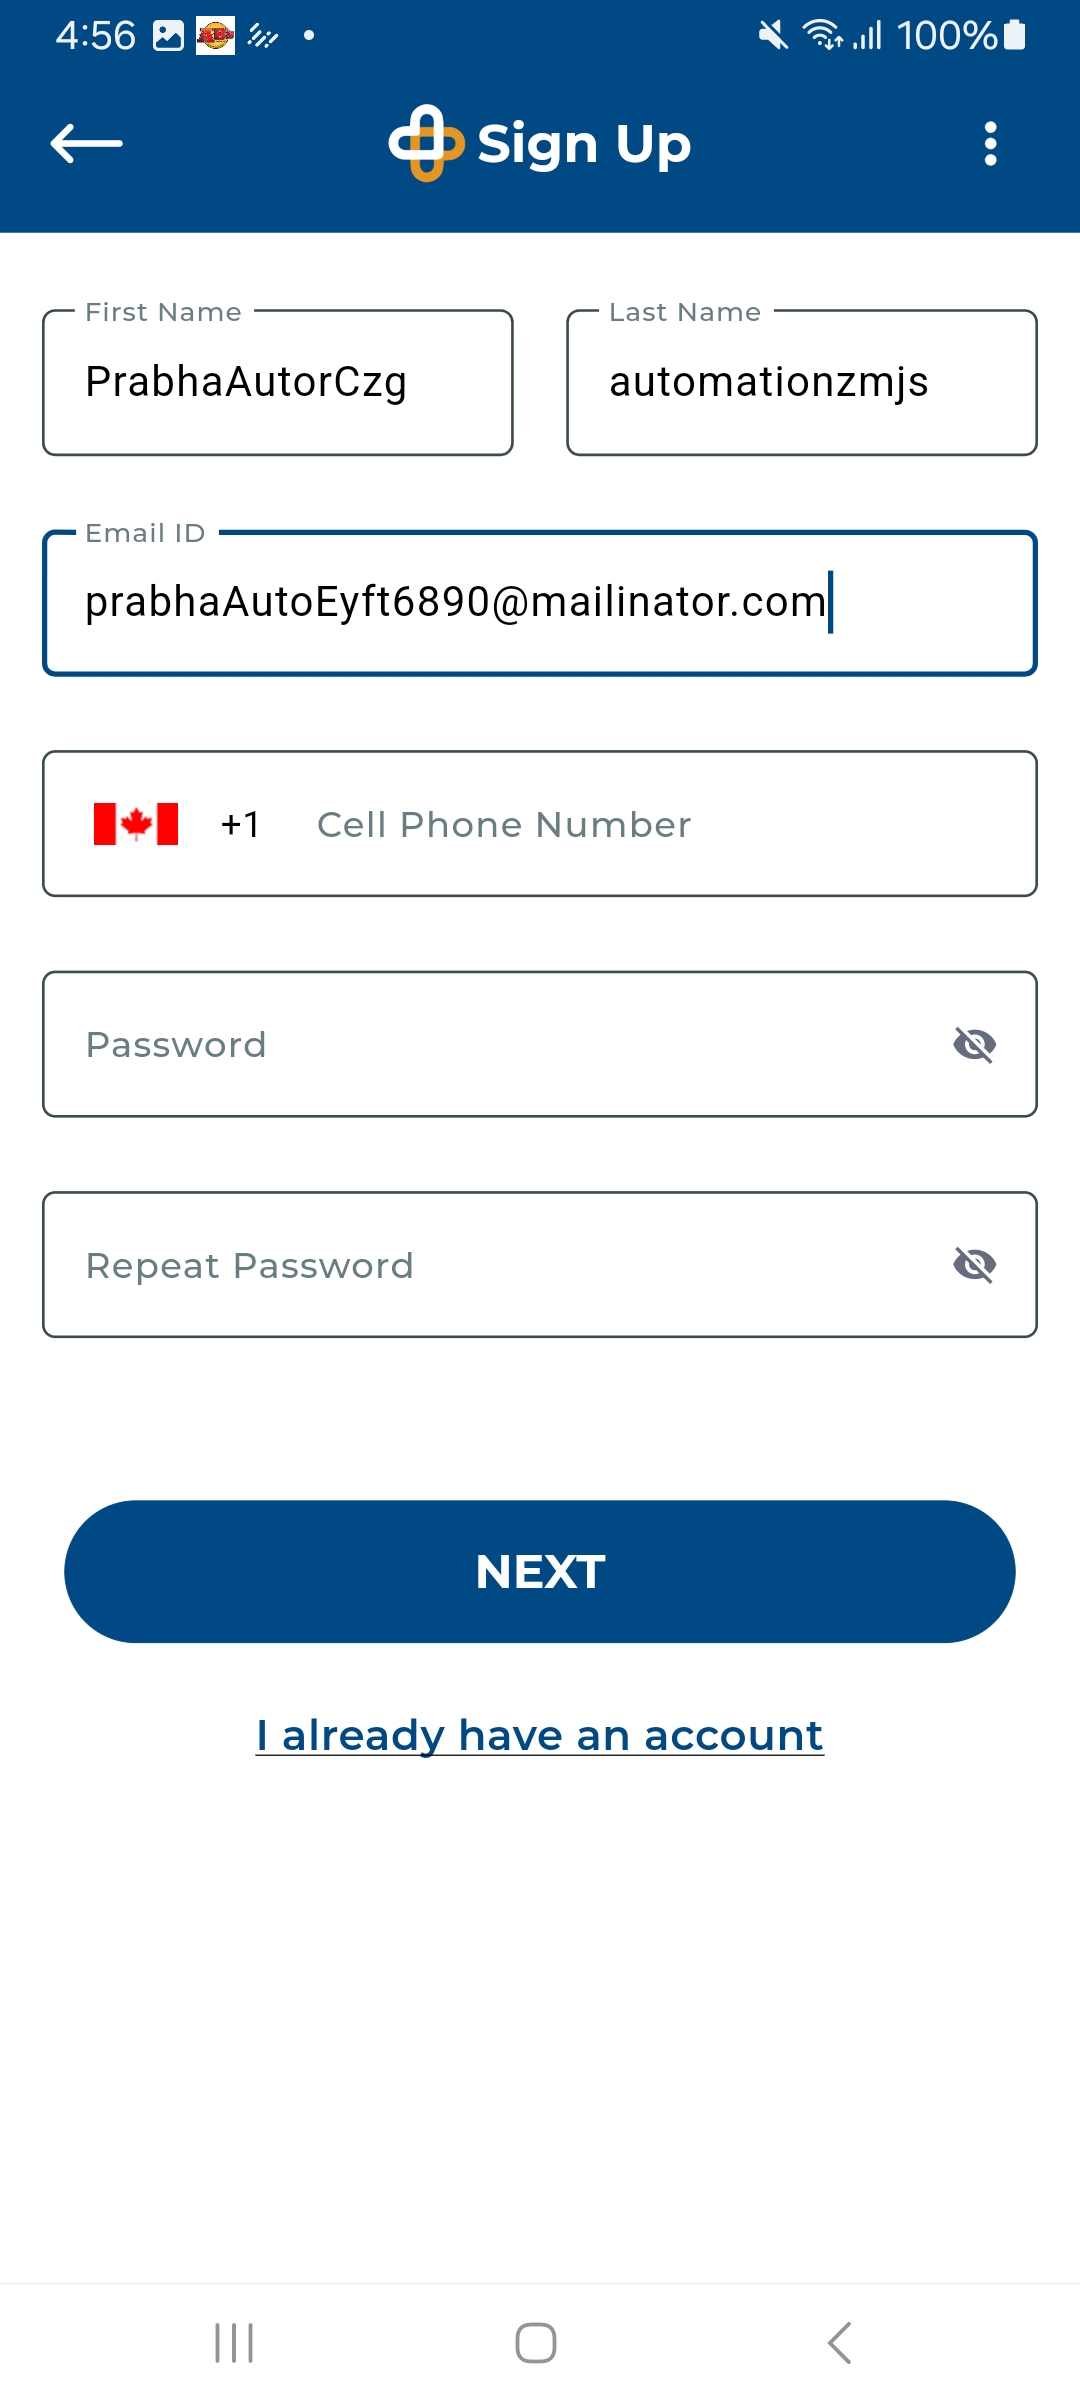 4:56 100%
Sign Up
First Name Last Name
PrabhaAutorCzg automationzmjs
Email ID
prabhaAutoEyft6890@mailinator.com
+1 Cell Phone Number
Password
Repeat Password
NEXT
I already have an account